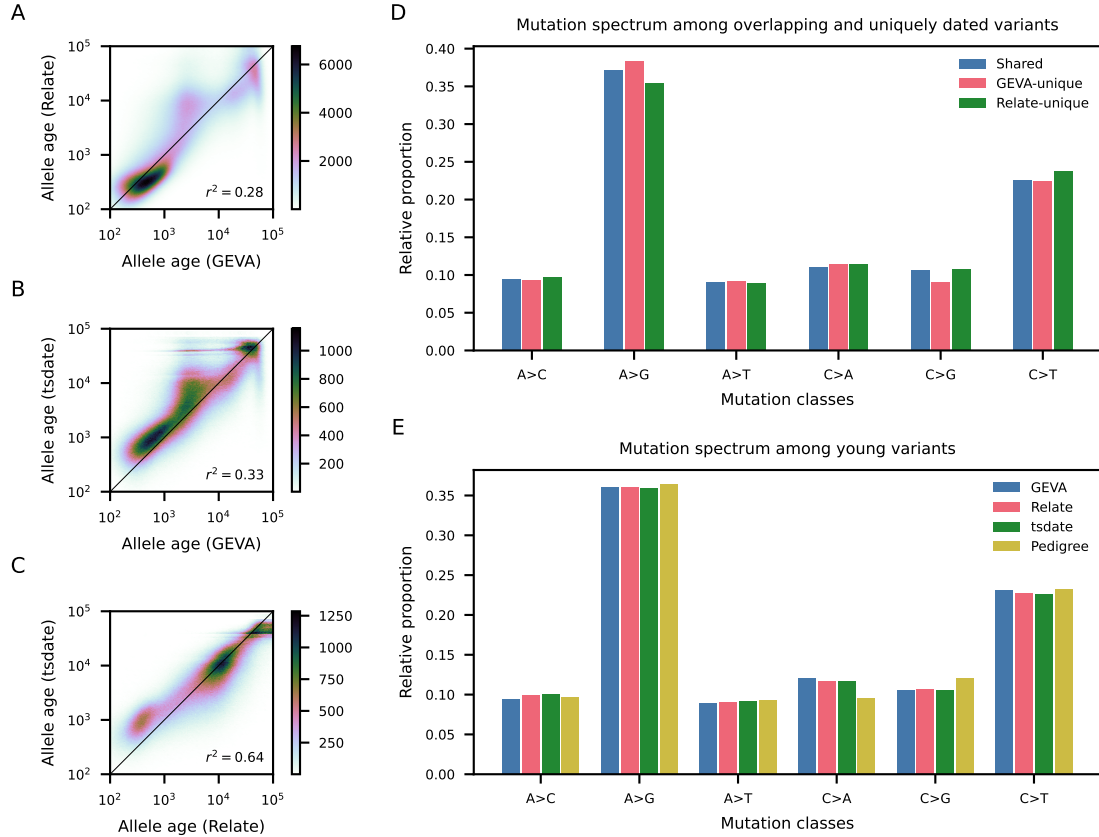 A
10^5
10^4
10^3
10^2
10^2 10^3 10^4 10^5
Allele age (Relate)
Allele age (GEVA)
r^2 = 0.28
6000
4000
2000
B
10^5
10^4
10^3
10^2
10^2 10^3 10^4 10^5
Allele age (tsdate)
Allele age (GEVA)
r^2 = 0.33
1000
800
600
400
200
C
10^5
10^4
10^3
10^2
10^2 10^3 10^4 10^5
Allele age (tsdate)
Allele age (Relate)
r^2 = 0.64
1250
1000
750
500
250
D
Mutation spectrum among overlapping and uniquely dated variants
Shared
GEVA-unique
Relate-unique
0.40
0.35
0.30
0.25
0.20
0.15
0.10
0.05
0.00
Relative proportion
A>C A>G A>T C>A C>G C>T
Mutation classes
E
Mutation spectrum among young variants
GEVA
Relate
tsdate
Pedigree
0.35
0.30
0.25
0.20
0.15
0.10
0.05
0.00
Relative proportion
A>C A>G A>T C>A C>G C>T
Mutation classes